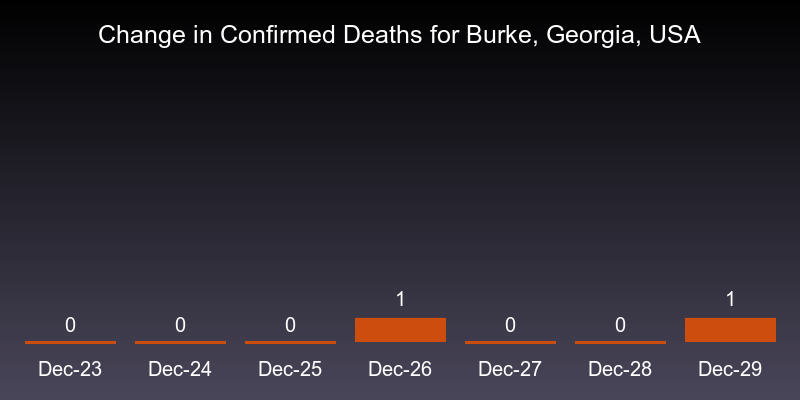 Change in Confirmed Deaths for Burke, Georgia, USA
0 0 0 1 0 0 1
Dec-23 Dec-24 Dec-25 Dec-26 Dec-27 Dec-28 Dec-29